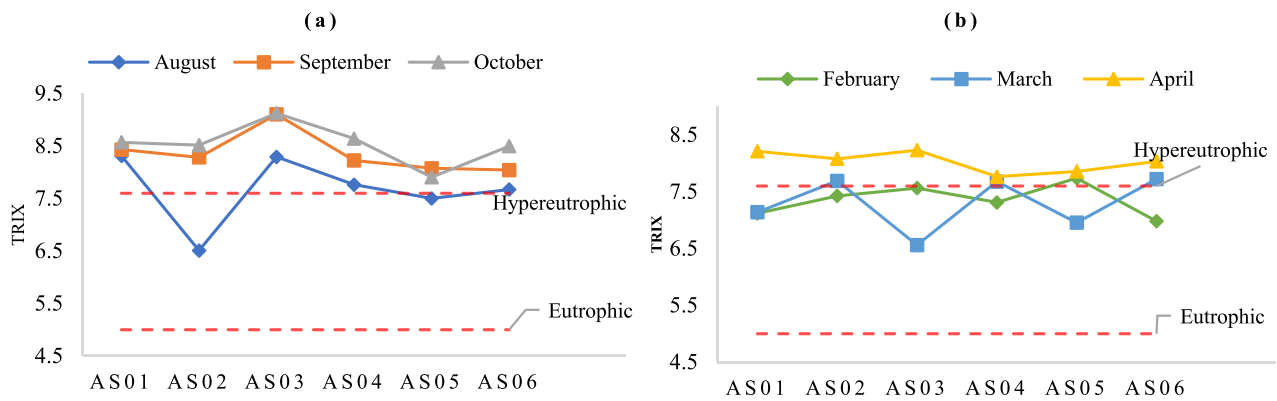 (a)
August September October
9.5
8.5
7.5
6.5
5.5
4.5
TRIX
Hypereutrophic
Eutrophic
AS01 AS02 AS03 AS04 AS05 AS06
(b)
February March April
8.5
7.5
6.5
5.5
4.5
TRIX
Hypereutrophic
Eutrophic
AS01 AS02 AS03 AS04 AS05 AS06